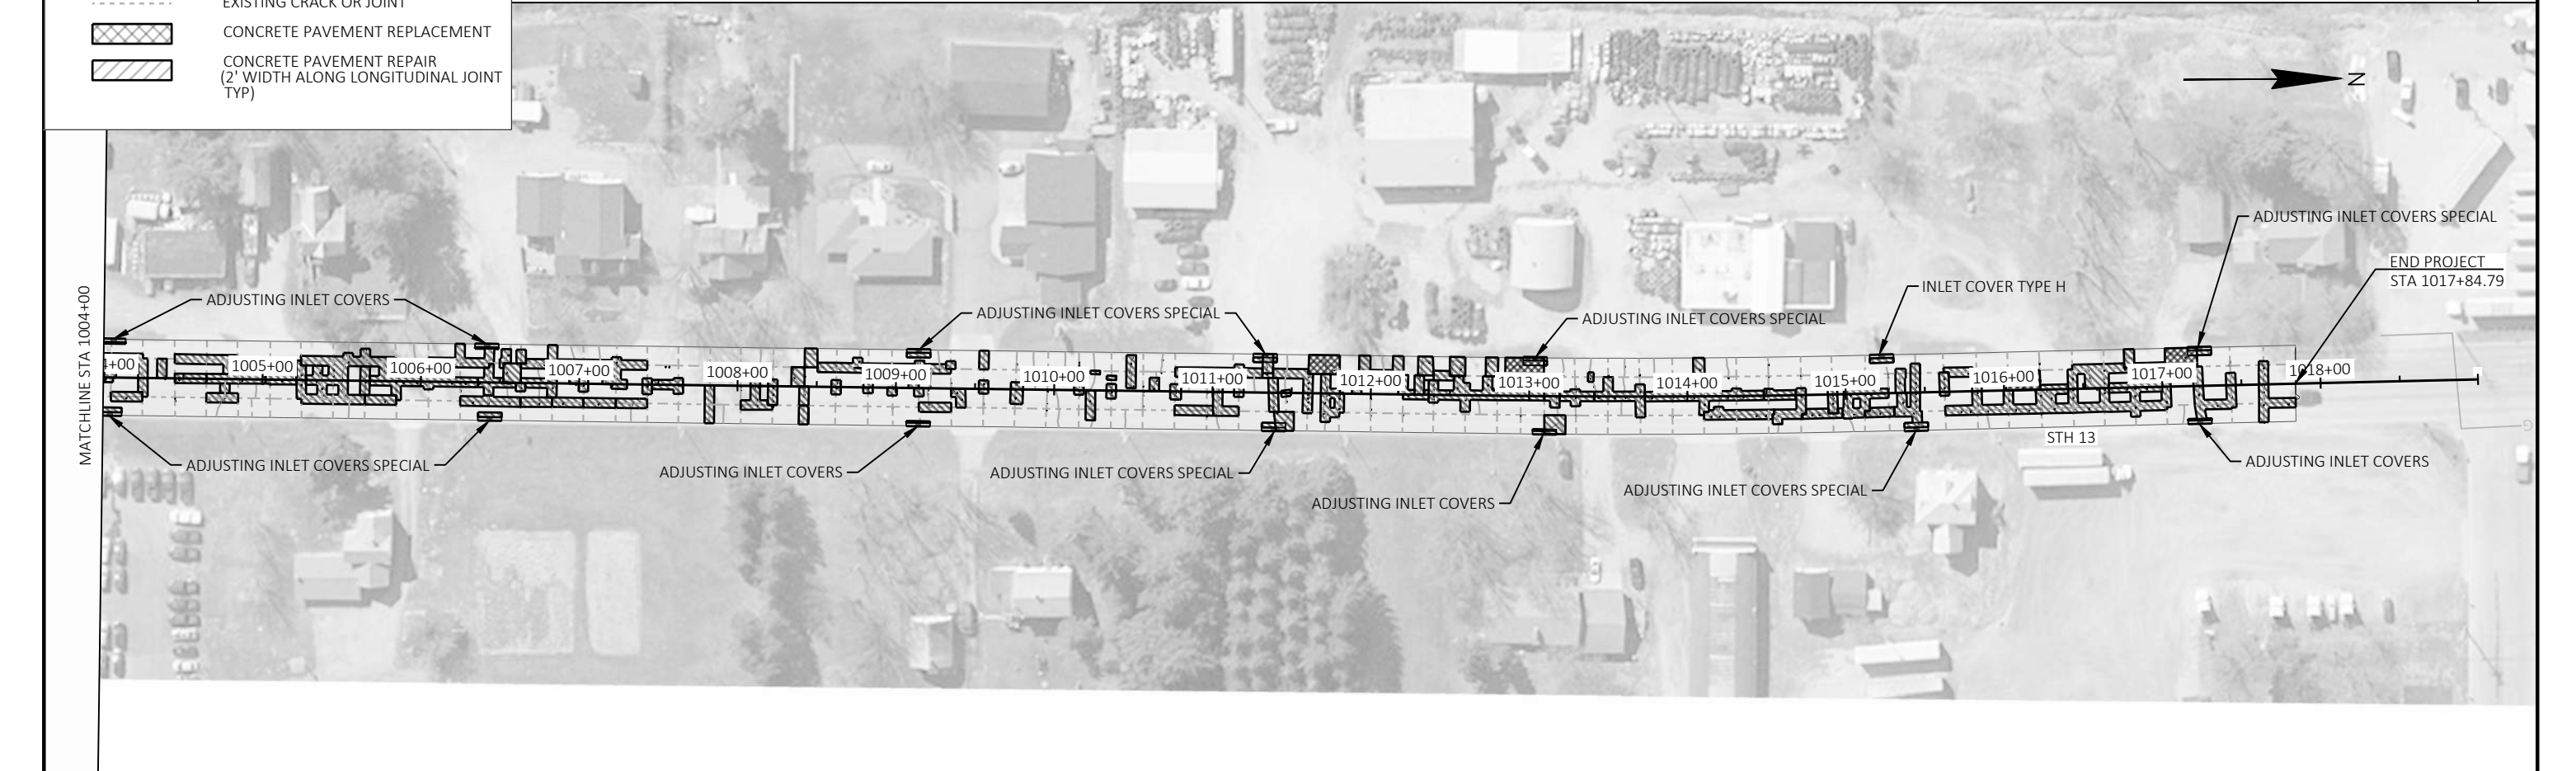 EXISTING CRACK OR JOINT
CONCRETE PAVEMENT REPLACEMENT
CONCRETE PAVEMENT REPAIR
(2' WIDTH ALONG LONGITUDINAL JOINT
TYP)
N
ADJUSTING INLET COVERS SPECIAL
END PROJECT
STA 1017+84.79
INLET COVER TYPE H
MATCHLINE STA 1004+00
ADJUSTING INLET COVERS
ADJUSTING INLET COVERS SPECIAL
ADJUSTING INLET COVERS SPECIAL
+00
1005+00
1006+00
1007+00
1008+00
1009+00
1010+00
1011+00
1012+00
1013+00
1014+00
1015+00
1016+00
1017+00
1018+00
STH 13
ADJUSTING INLET COVERS SPECIAL
ADJUSTING INLET COVERS
ADJUSTING INLET COVERS SPECIAL
ADJUSTING INLET COVERS
ADJUSTING INLET COVERS SPECIAL
ADJUSTING INLET COVERS